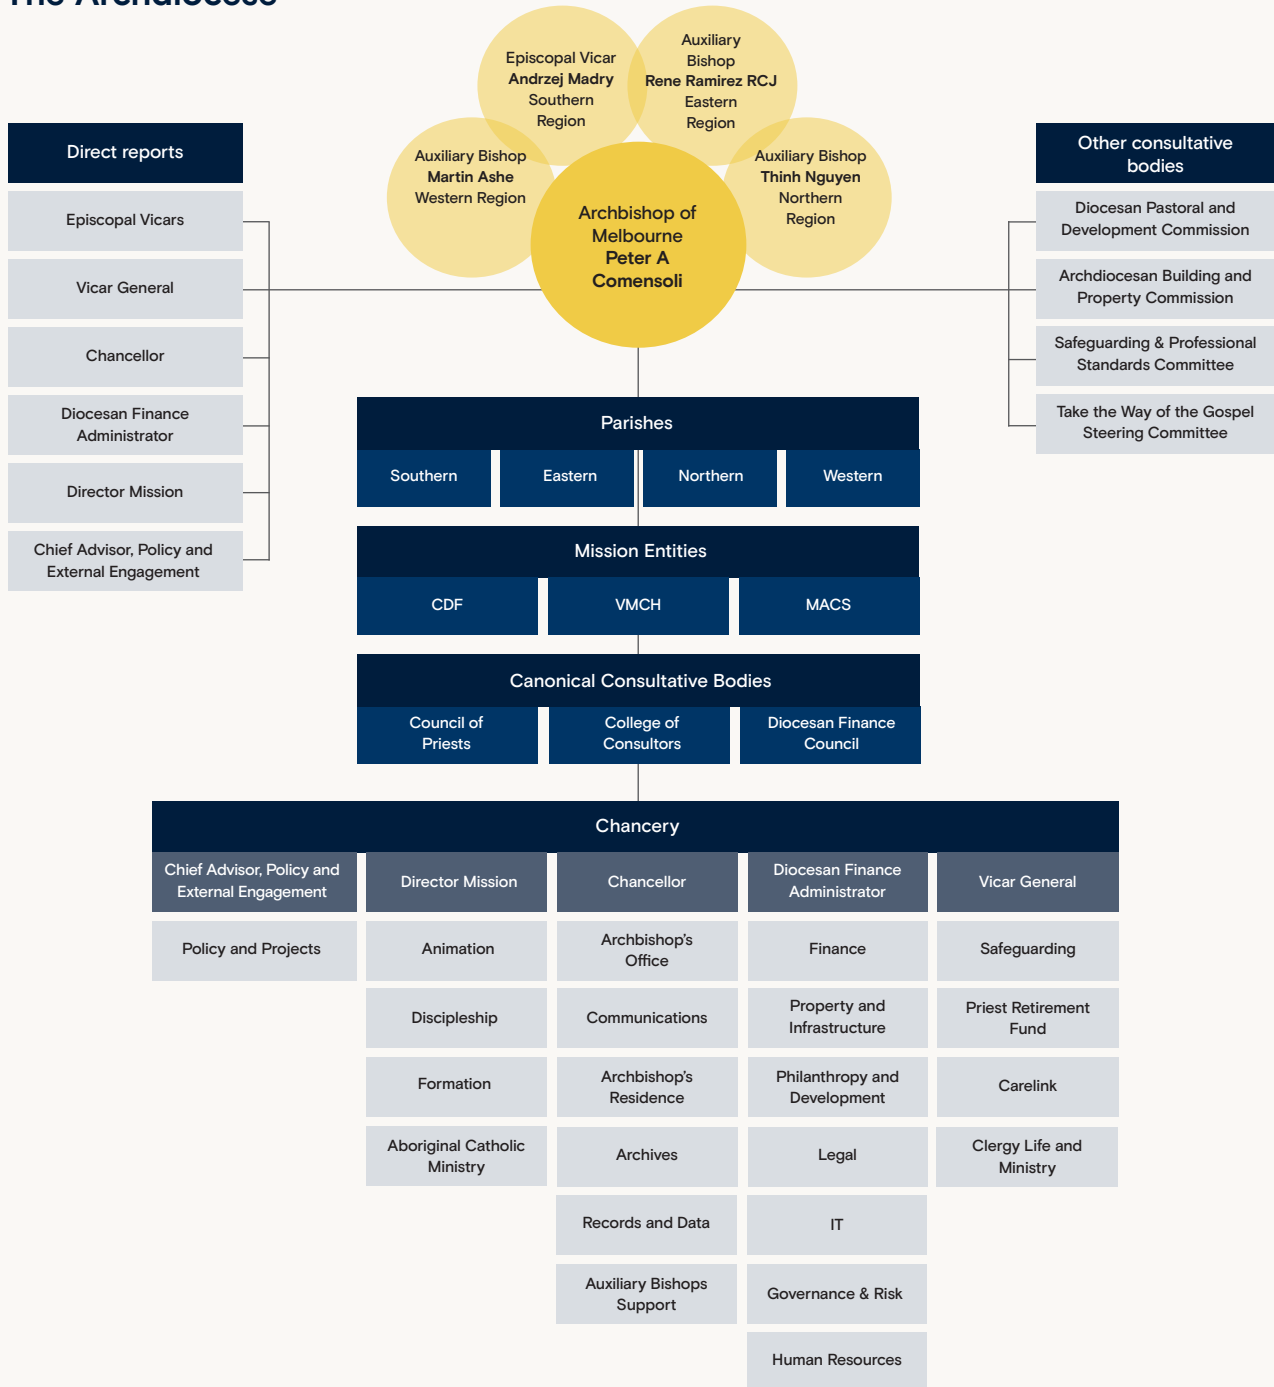 The Archdiocese
Episcopal Vicar
Andrzej Madry
Southern
Region
Auxiliary
Bishop
Rene Ramirez RCJ
Eastern
Region
Auxiliary Bishop
Martin Ashe
Western Region
Auxiliary Bishop
Thinh Nguyen
Northern
Region
Archbishop of
Melbourne
Peter A
Comensoli
Direct reports
Episcopal Vicars
Vicar General
Chancellor
Diocesan Finance
Administrator
Director Mission
Chief Advisor, Policy and
External Engagement
Other consultative
bodies
Diocesan Pastoral and
Development Commission
Archdiocesan Building and
Property Commission
Safeguarding & Professional
Standards Committee
Take the Way of the Gospel
Steering Committee
Parishes
Southern
Eastern
Northern
Western
Mission Entities
CDF
VMCH
MACS
Canonical Consultative Bodies
Council of
Priests
College of
Consultors
Diocesan Finance
Council
Chancery
Chief Advisor, Policy and
External Engagement
Policy and Projects
Director Mission
Animation
Discipleship
Formation
Aboriginal Catholic
Ministry
Chancellor
Archbishop's
Office
Communications
Archbishop's
Residence
Archives
Records and Data
Auxiliary Bishops
Support
Diocesan Finance
Administrator
Finance
Property and
Infrastructure
Philanthropy and
Development
Legal
IT
Governance & Risk
Human Resources
Vicar General
Safeguarding
Priest Retirement
Fund
Carelink
Clergy Life and
Ministry